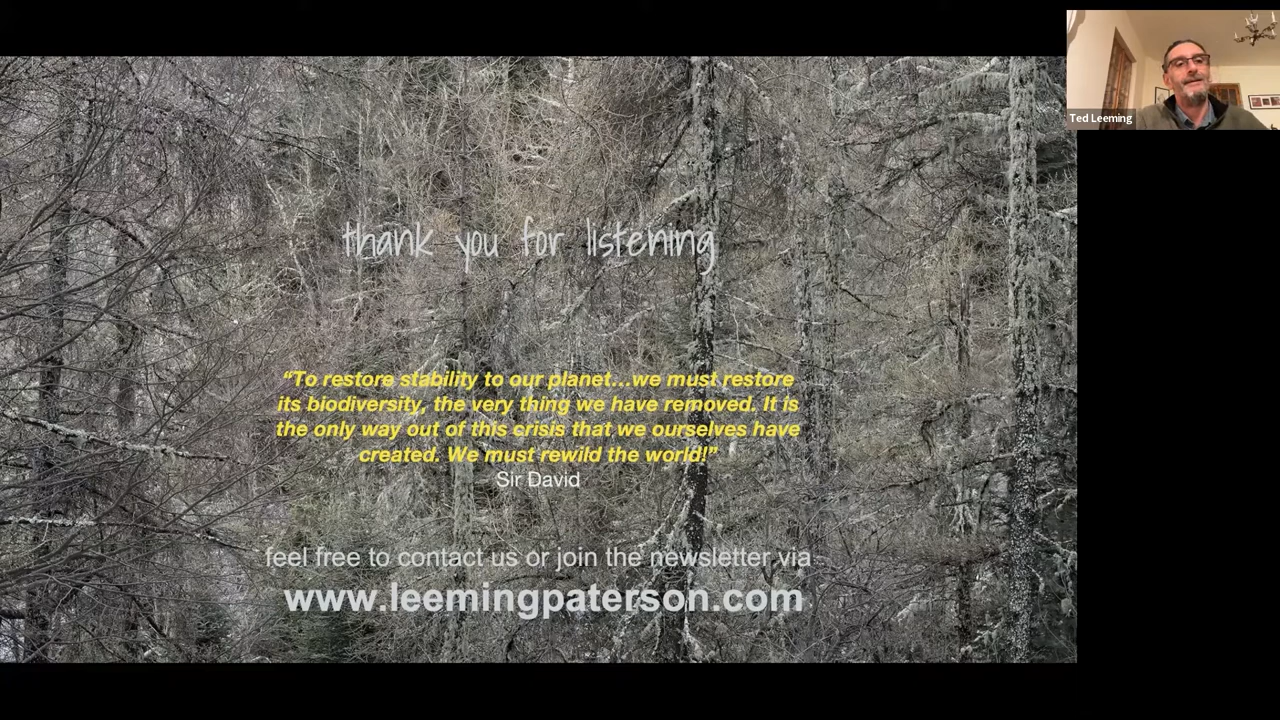 Ted Leeming
thank you for listening
“To restore stability to our planet...we must restore
its biodiversity, the very thing we have removed. It is
the only way out of this crisis that we ourselves have
created. We must rewild the world!”
Sir David
feel free to contact us or join the newsletter via
www.leemingpaterson.com